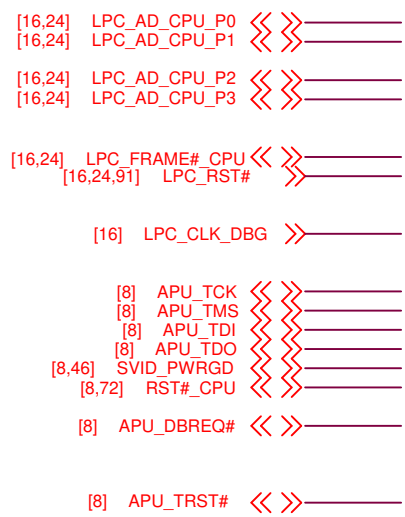 [16,24] LPC_AD_CPU_P0
[16,24] LPC_AD_CPU_P1
[16,24] LPC_AD_CPU_P2
[16,24] LPC_AD_CPU_P3
[16,24] LPC_FRAME#_CPU
[16,24,91] LPC_RST#
[16] LPC_CLK_DBG
[8] APU_TCK
[8] APU_TMS
[8] APU_TDI
[8] APU_TDO
[8,46] SVID_PWRGD
[8,72] RST#_CPU
[8] APU_DBREQ#
[8] APU_TRST#